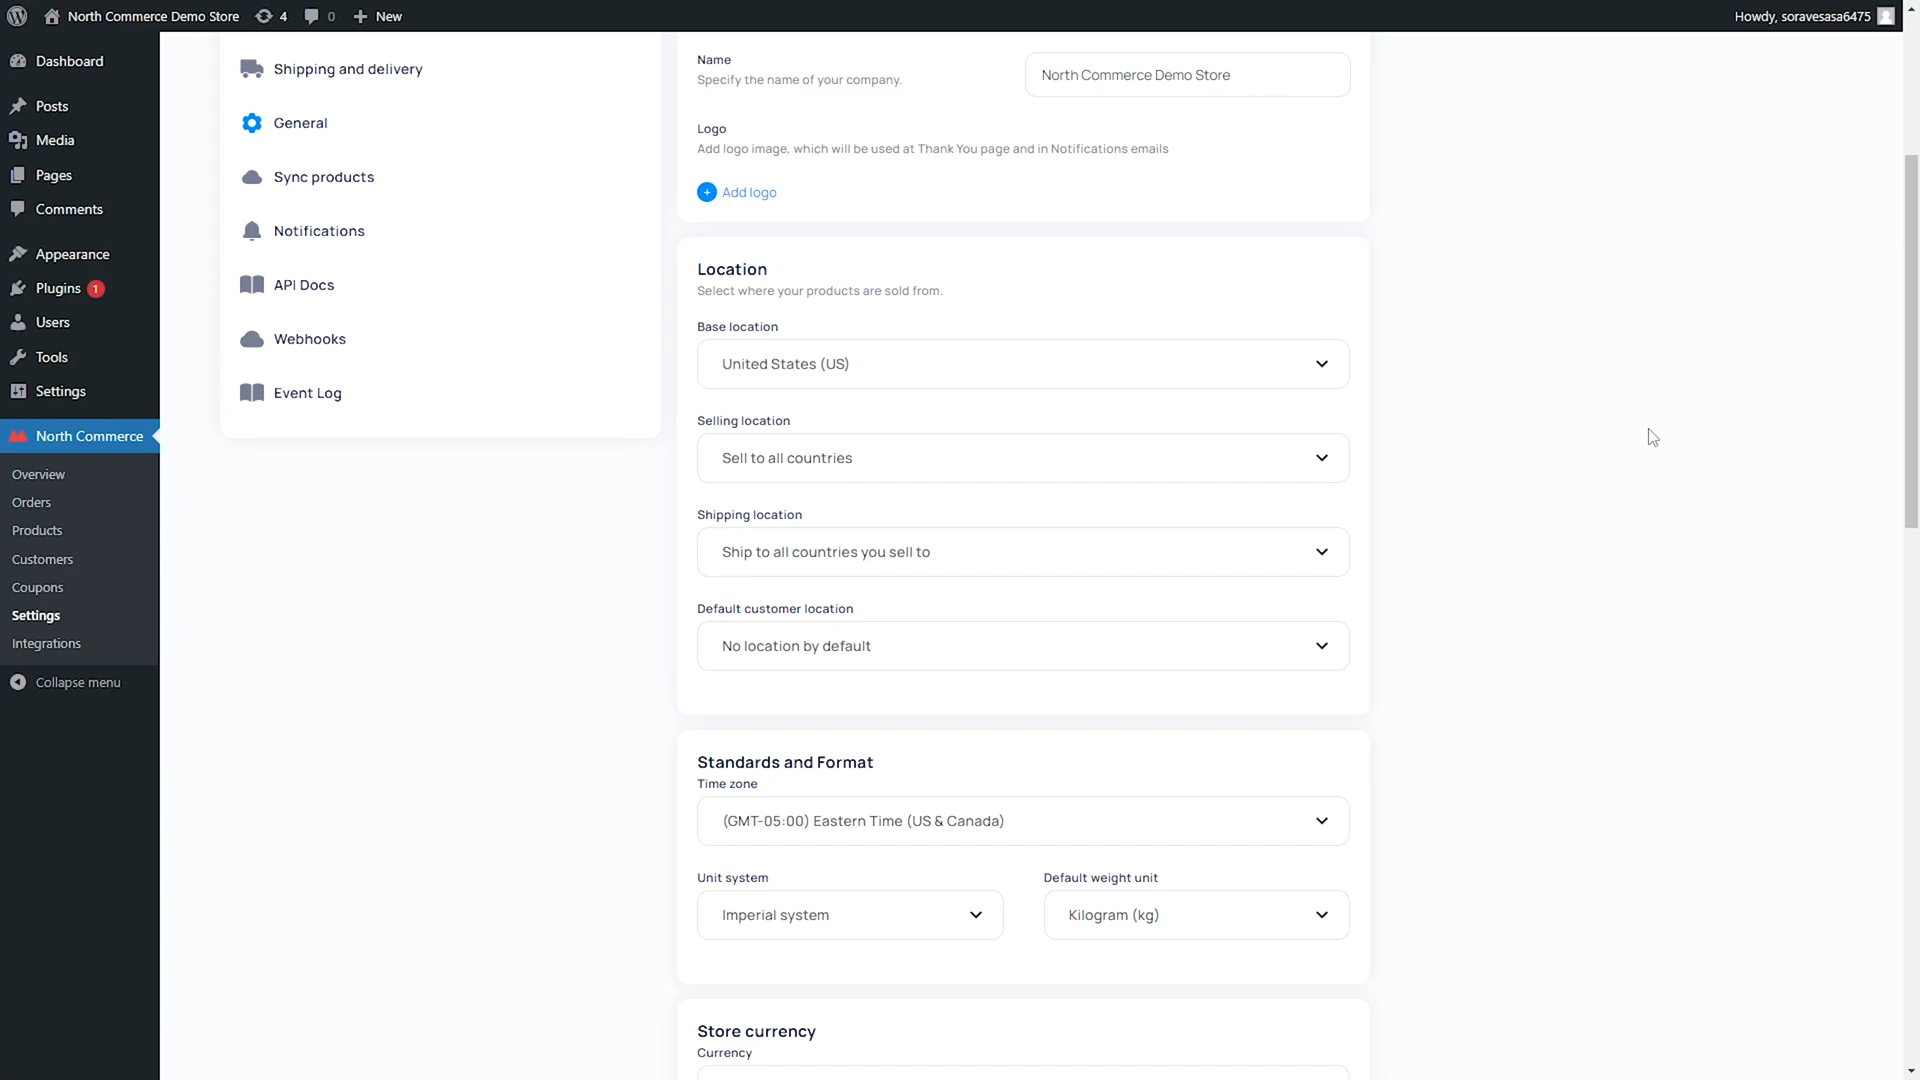 North Commerce Demo Store
4
0
New
Howdy, soravesasa6475
Dashboard
Posts
Media
Pages
Comments
Appearance
Plugins 1
Users
Tools
Settings
North Commerce
Overview
Orders
Products
Customers
Coupons
Settings
Integrations
Collapse menu
Shipping and delivery
General
Sync products
Notifications
API Docs
Webhooks
Event Log
Name
Specify the name of your company.
North Commerce Demo Store
Logo
Add logo image, which will be used at Thank You page and in Notifications emails
Add logo
Location
Select where your products are sold from.
Base location
United States (US)
Selling location
Sell to all countries
Shipping location
Ship to all countries you sell to
Default customer location
No location by default
Standards and Format
Time zone
(GMT-05:00) Eastern Time (US & Canada)
Unit system
Imperial system
Default weight unit
Kilogram (kg)
Store currency
Currency